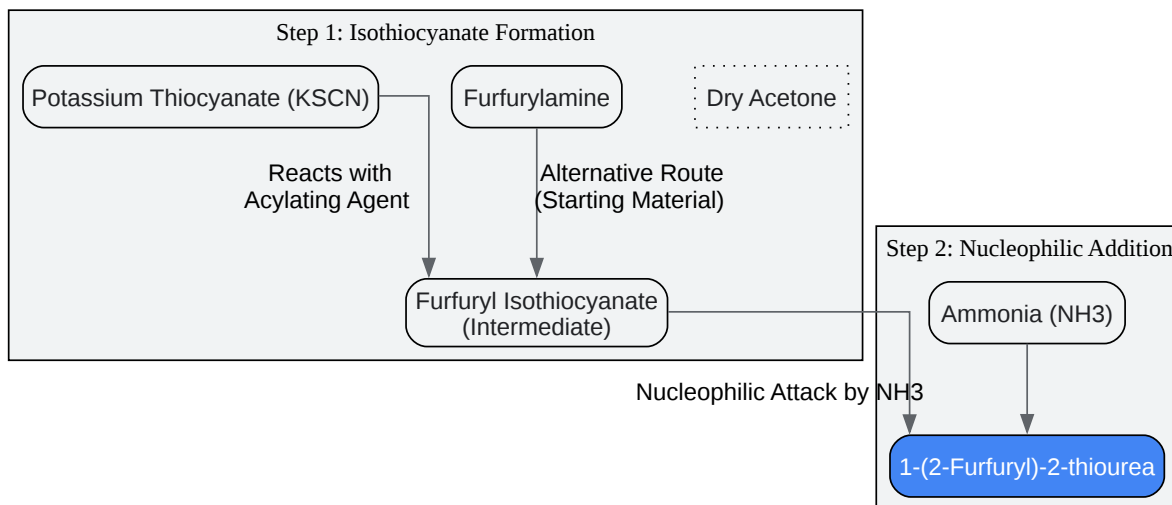 Step 1: Isothiocyanate Formation
Potassium Thiocyanate (KSCN)
Furfurylamine
Dry Acetone
Reacts with
Acylating Agent
Alternative Route
(Starting Material)
Furfuryl Isothiocyanate
(Intermediate)
Step 2: Nucleophilic Addition
Ammonia (NH3)
Nucleophilic Attack by NH3
1-(2-Furfuryl)-2-thiourea